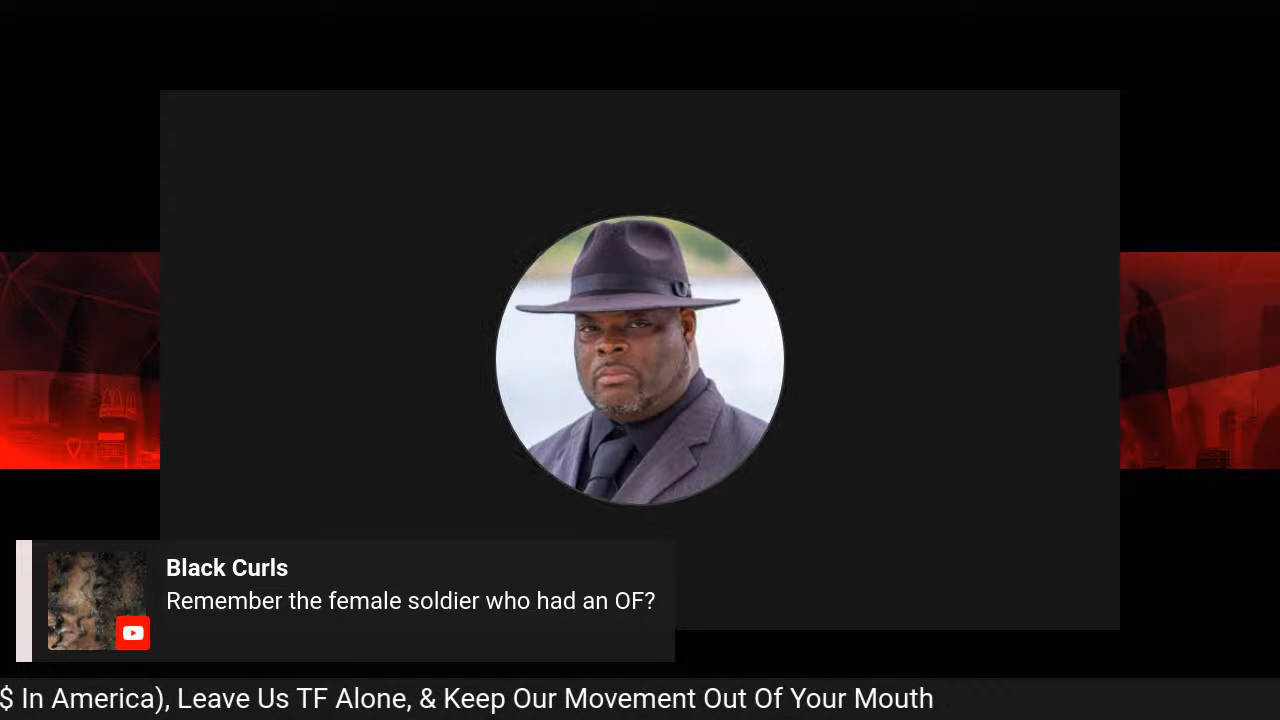 Black Curls
Remember the female soldier who had an OF?
$ In America), Leave Us TF Alone, & Keep Our Movement Out Of Your Mouth